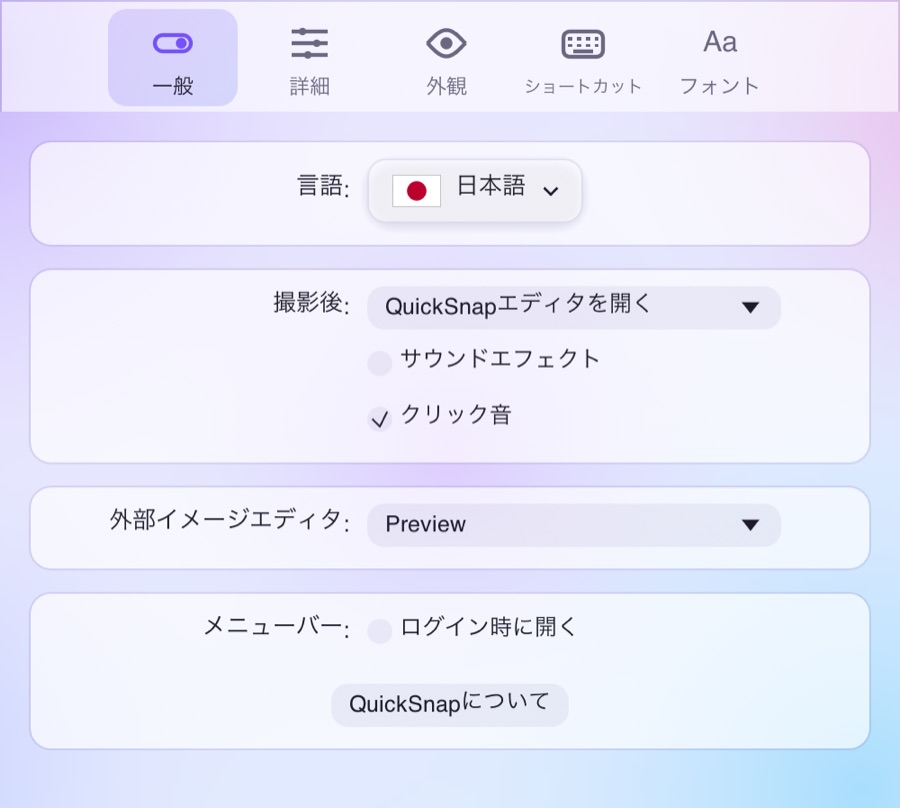 一般
詳細
外観
ショートカット
Aa
フォント
言語:
日本語
撮影後:
QuickSnapエディタを開く
サウンドエフェクト
クリック音
外部イメージエディタ:
Preview
メニューバー:
ログイン時に開く
QuickSnapについて